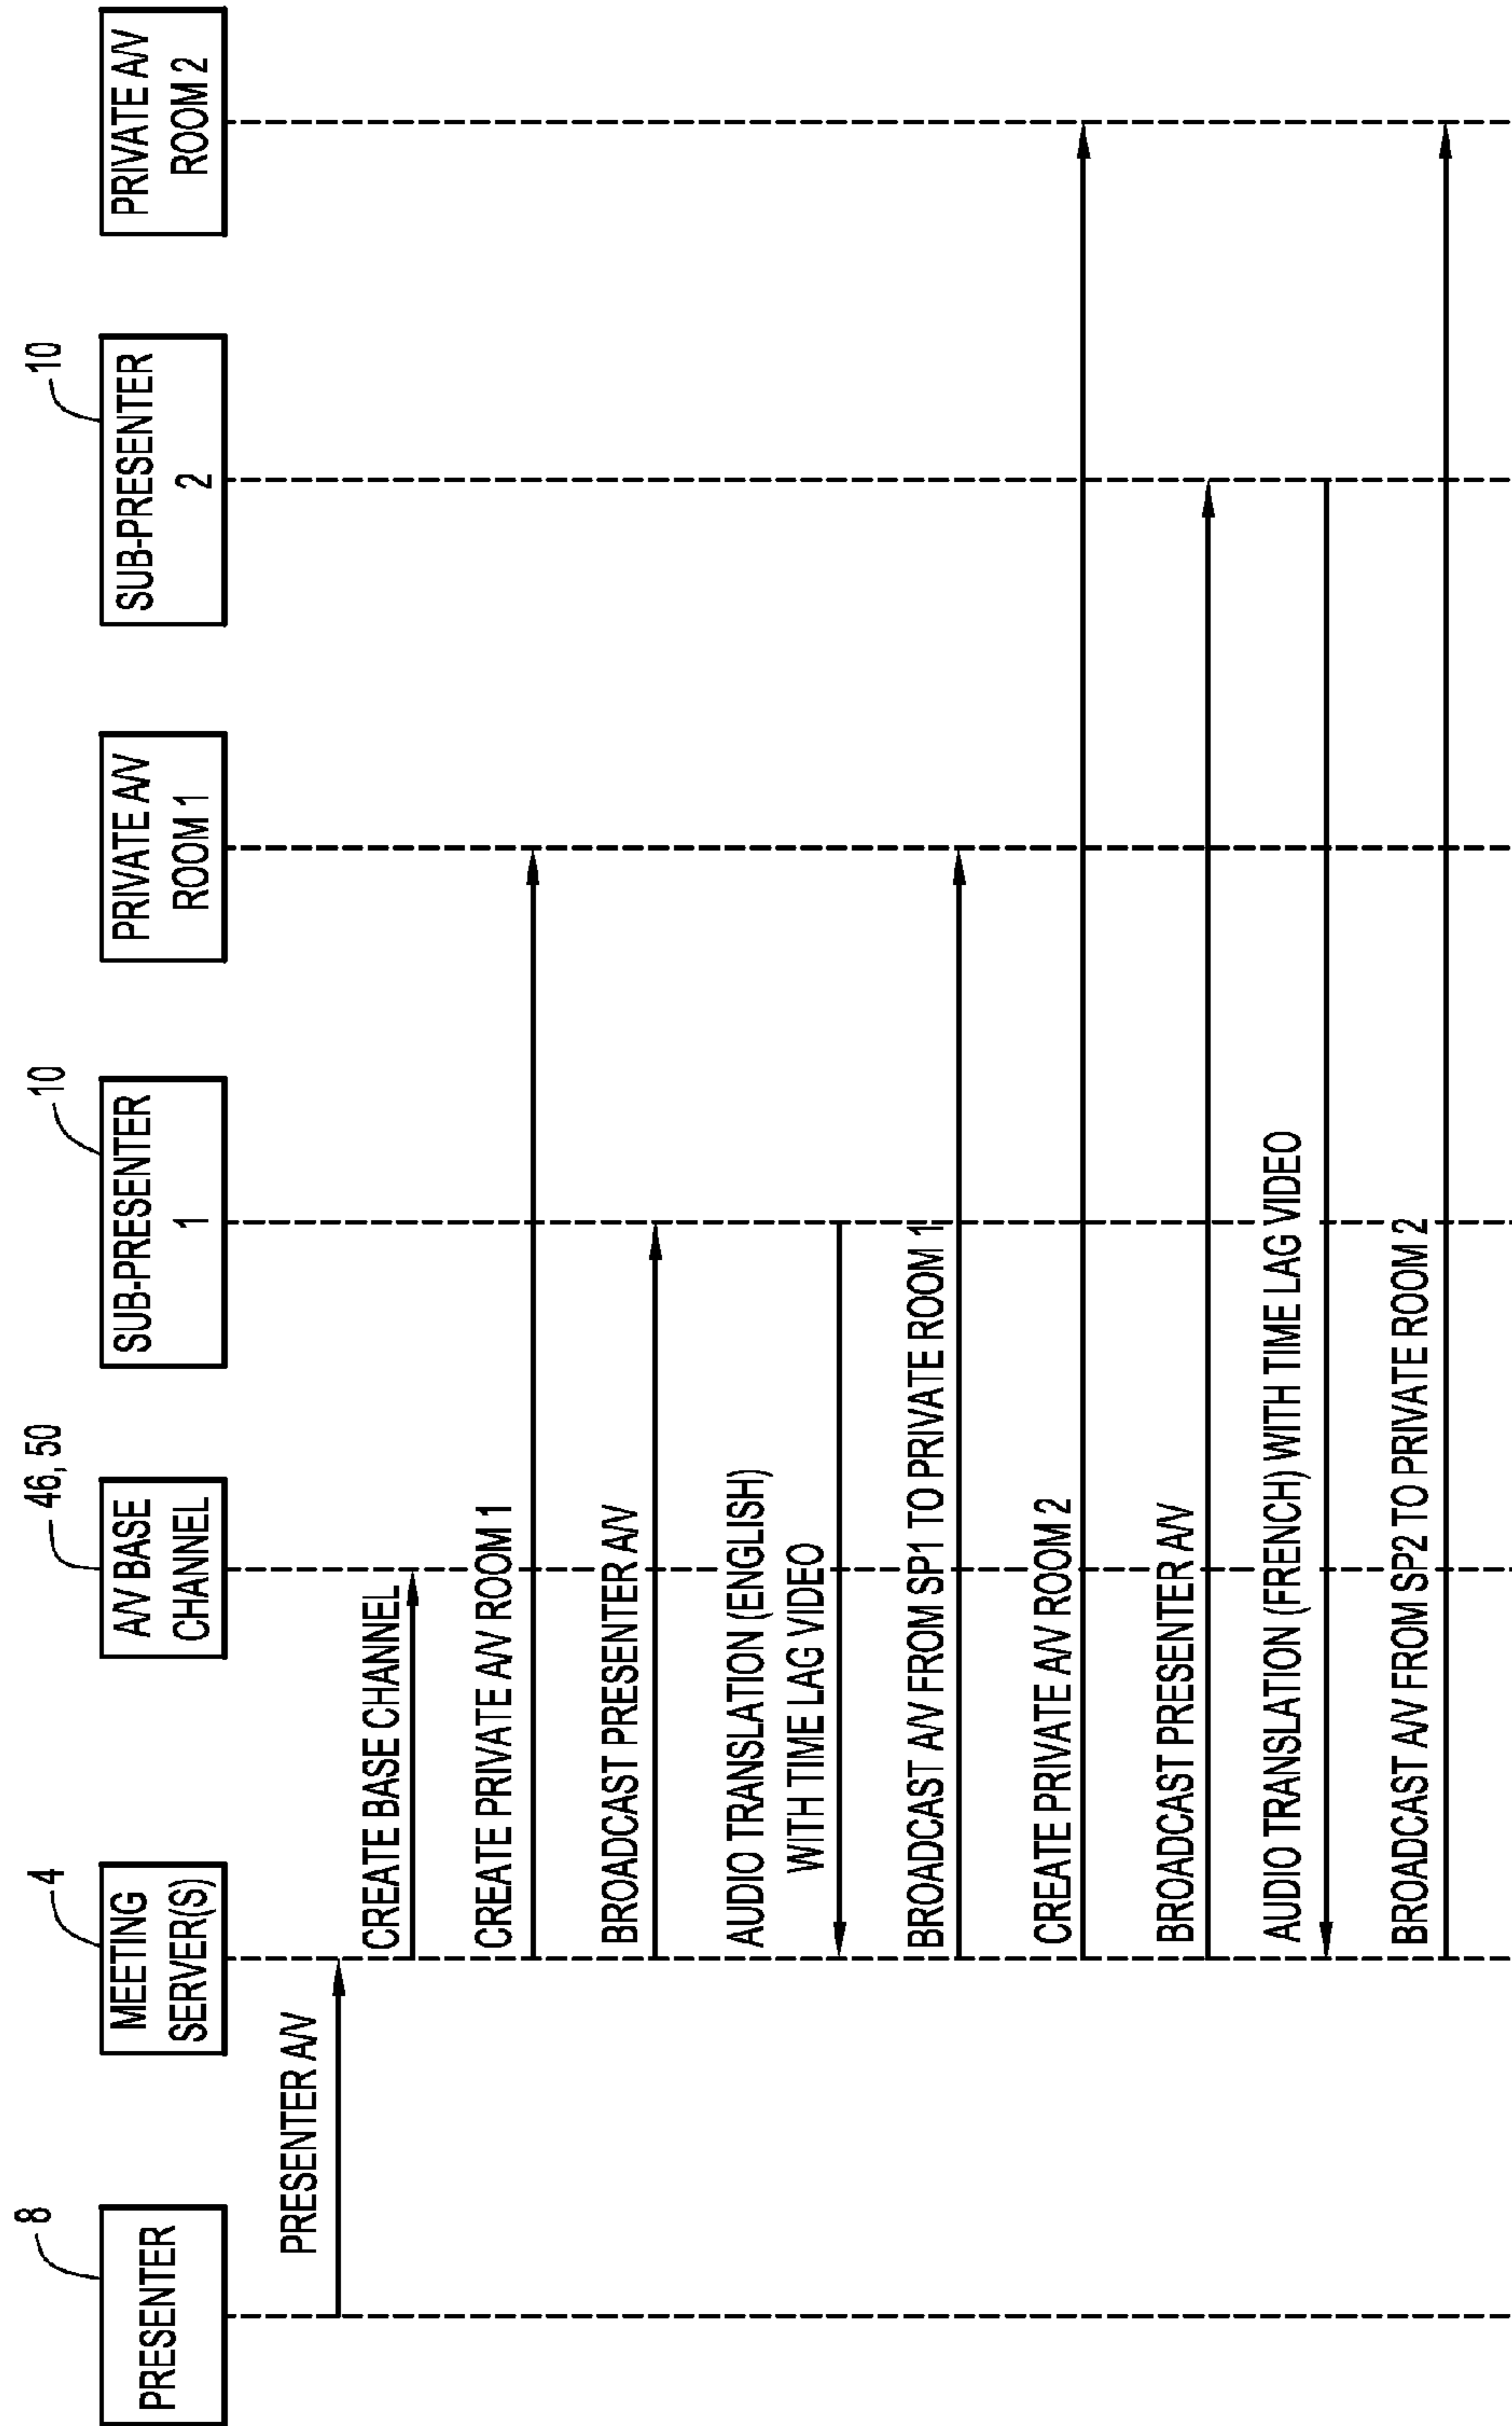 8
PRESENTER
4
MEETING
SERVER(S)
46, 50
A/V BASE
CHANNEL
10
SUB-PRESENTER
1
PRIVATE A/V
ROOM 1
10
SUB-PRESENTER
2
PRIVATE A/V
ROOM 2
PRESENTER A/V
CREATE BASE CHANNEL
CREATE PRIVATE A/V ROOM 1
BROADCAST PRESENTER A/V
AUDIO TRANSLATION (ENGLISH)
WITH TIME LAG VIDEO
BROADCAST A/V FROM SP1 TO PRIVATE ROOM 1
CREATE PRIVATE A/V ROOM 2
BROADCAST PRESENTER A/V
AUDIO TRANSLATION (FRENCH) WITH TIME LAG VIDEO
BROADCAST A/V FROM SP2 TO PRIVATE ROOM 2